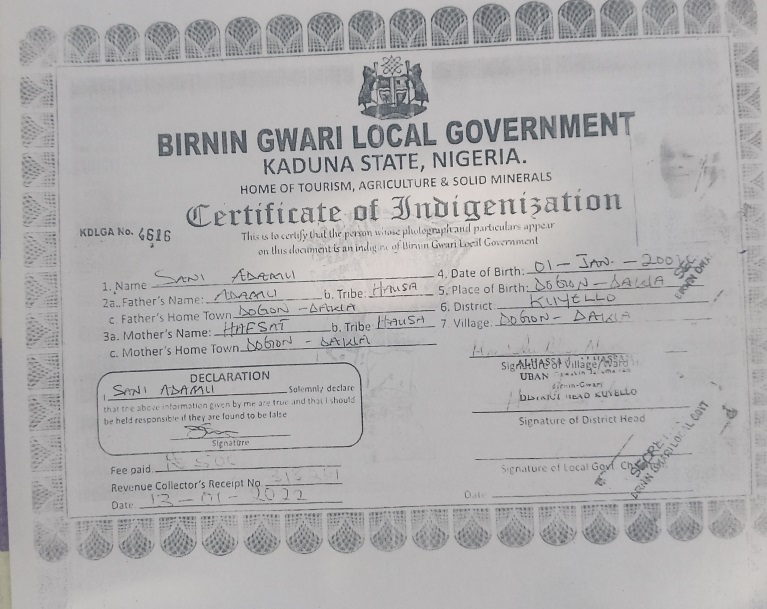 BIRNIN GWARI LOCAL GOVERNMENT
KADUNA STATE, NIGERIA.
HOME OF TOURISM, AGRICULTURE & SOLID MINERALS
Certificate of Indigenization
KDLGA No. 4616
This is to certify that the person whose photograph and particulars appear
on this document is an indigene of Birnin Gwari Local Government
1. Name SANI ADAMU
2a. Father's Name: ADAMU b. Tribe HAUSA
c. Father's Home Town DOGON - DAWA
3a. Mother's Name: HAFSAT b. Tribe HAUSA
c. Mother's Home Town DOGON - DAWA
4, Date of Birth: 01 - JAN. -
5. Place of Birth: DOGON - DAWA
6. District: KUYELLO
7. Village: DOGON - DAWA
DECLARATION
I, SANI ADAMU Solemnly declare
that the above information given by me are true and that I should
be held responsible if they are found to be false
Signature
Fee paid
Revenue Collector's Receipt No
Date 13 - 01 - 2022
Signature of Village/Ward
UBAN
Birnin-Gwari
DISTRICT HEAD KUYELLO
Signature of District Head
Signature of Local Govt.
Date